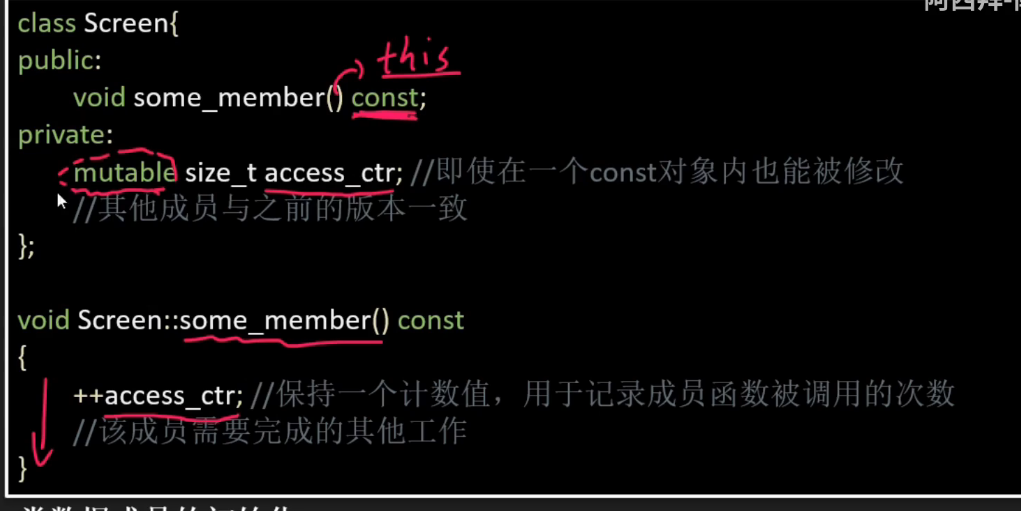 class Screen{
public:
this
void some_member() const;
private:
mutable size_t access_ctr; //即使在一个const对象内也能被修改
//其他成员与之前的版本一致
};
void Screen::some_member() const
{
++access_ctr; //保持一个计数值，用于记录成员函数被调用的次数
//该成员需要完成的其他工作
}